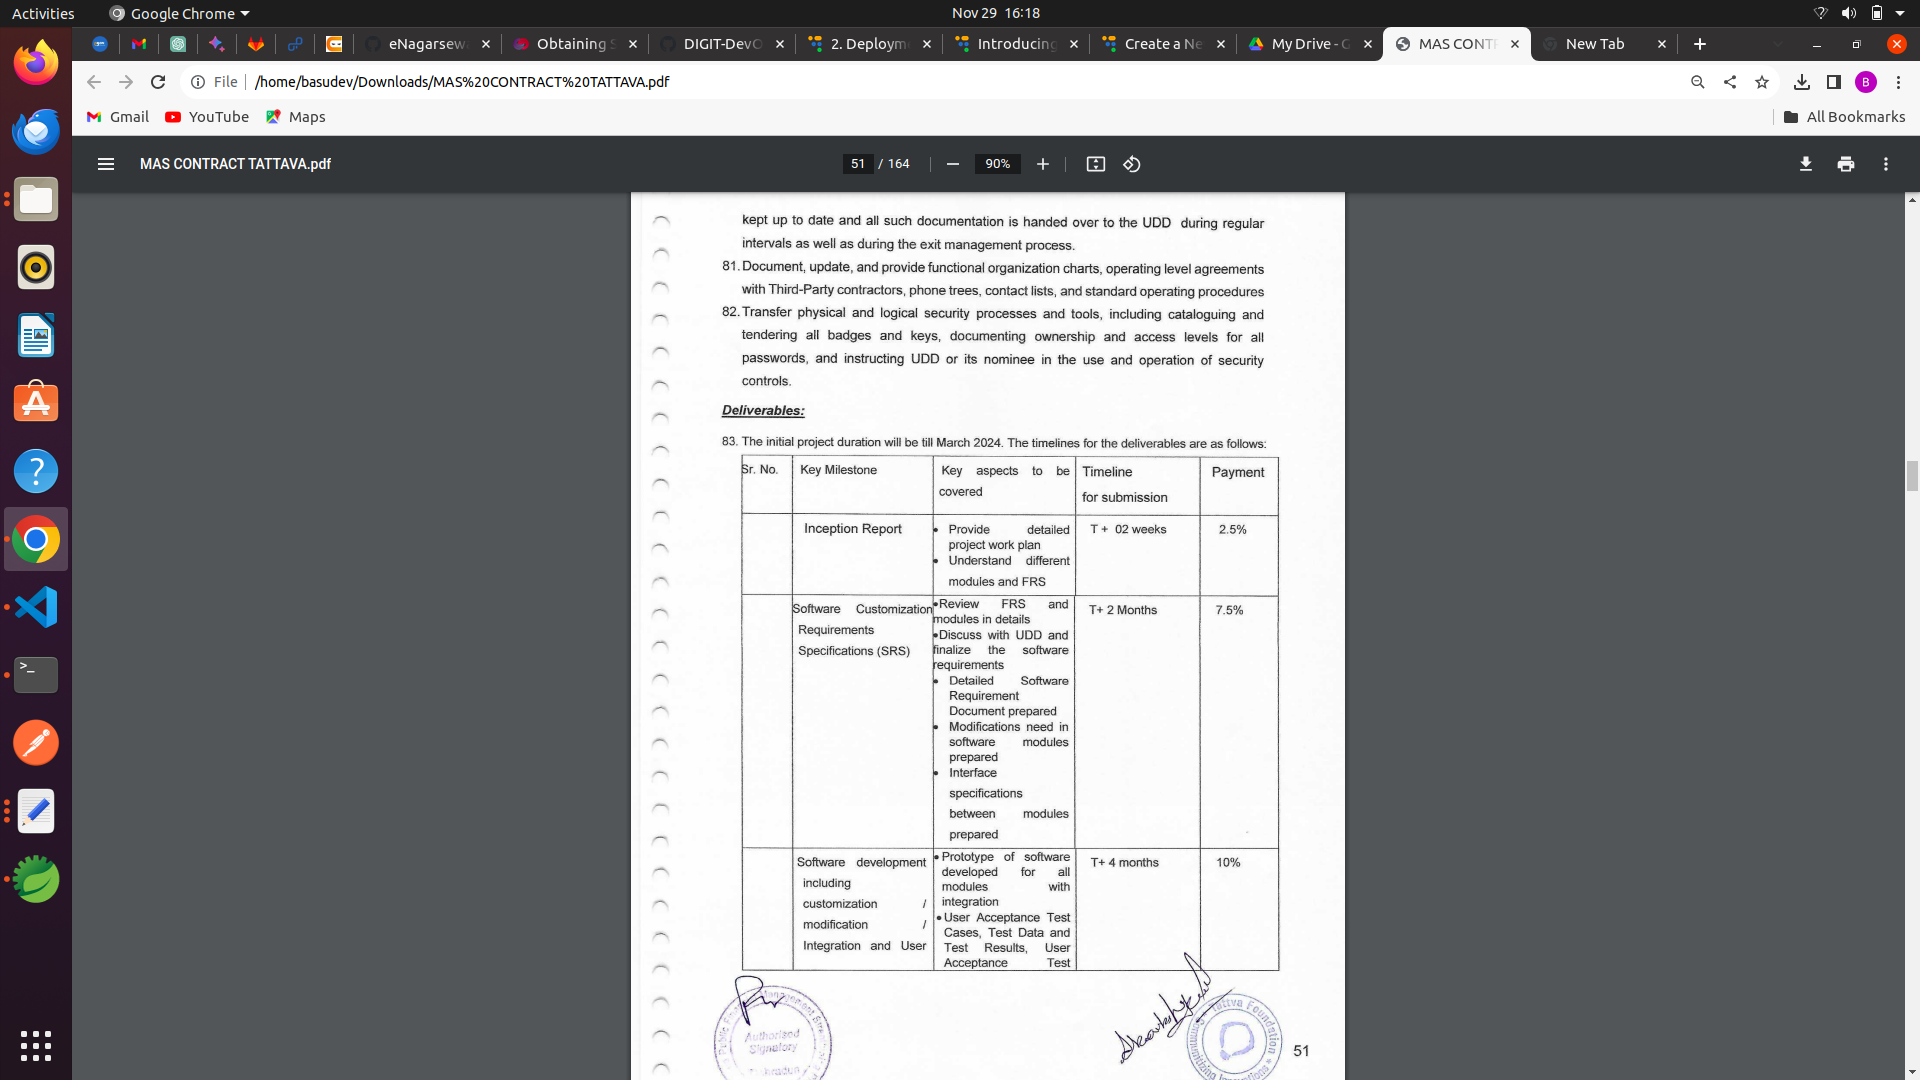 Activities
Google Chrome
Nov 29 16:18
eNagarsew
Obtaining S
DIGIT-DevO
2. Deployme
Introducing
Create a Ne
My Drive - G
MAS CONTR
New Tab
File
/home/basudev/Downloads/MAS%20CONTRACT%20TATTAVA.pdf
B
Gmail
YouTube
Maps
All Bookmarks
MAS CONTRACT TATTAVA.pdf
51 / 164
90%
kept up to date and all such documentation is handed over to the UDD during regular
intervals as well as during the exit management process.
81. Document, update, and provide functional organization charts, operating level agreements
with Third-Party contractors, phone trees, contact lists, and standard operating procedures
82. Transfer physical and logical security processes and tools, including cataloguing and
tendering all badges and keys, documenting ownership and access levels for all
passwords, and instructing UDD or its nominee in the use and operation of security
controls.
Deliverables:
83. The initial project duration will be till March 2024. The timelines for the deliverables are as follows:
Sr. No.
Key Milestone
Key aspects to be
covered
Timeline
for submission
Payment
Inception Report
• Provide detailed
project work plan
• Understand different
modules and FRS
T + 02 weeks
2.5%
Software Customization
Requirements
Specifications (SRS)
•Review FRS and
modules in details
•Discuss with UDD and
finalize the software
requirements
• Detailed Software
Requirement
Document prepared
• Modifications need in
software modules
prepared
• Interface
specifications
between modules
prepared
T+ 2 Months
7.5%
Software development
including
customization /
modification /
Integration and User
• Prototype of software
developed for all
modules with
integration
• User Acceptance Test
Cases, Test Data and
Test Results, User
Acceptance Test
T+ 4 months
10%
Authorised
Signatory
Tattva Foundation
51